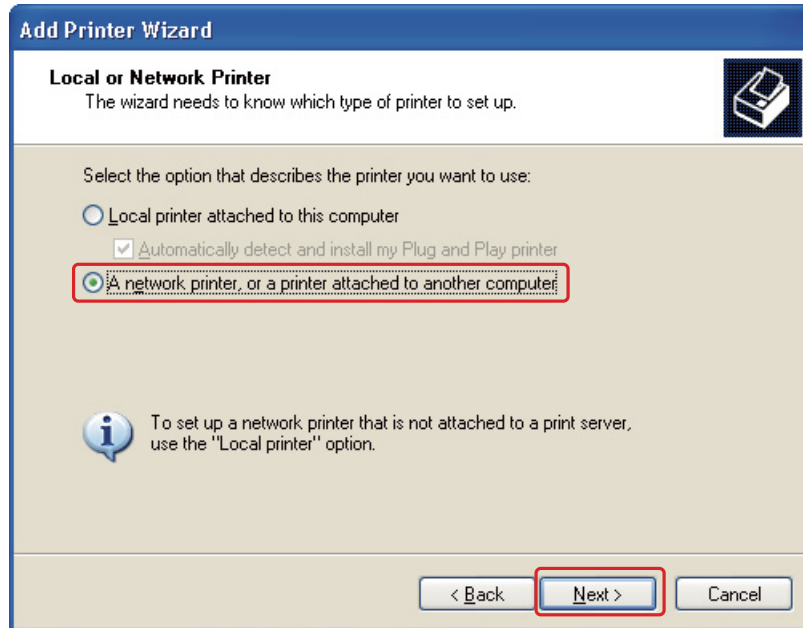 Add Printer Wizard
Local or Network Printer
The wizard needs to know which type of printer to set up.
Select the option that describes the printer you want to use:
Local printer attached to this computer
Automatically detect and install my Plug and Play printer
A network printer, or a printer attached to another computer
To set up a network printer that is not attached to a print server,
use the "Local printer" option.
< Back
Next >
Cancel